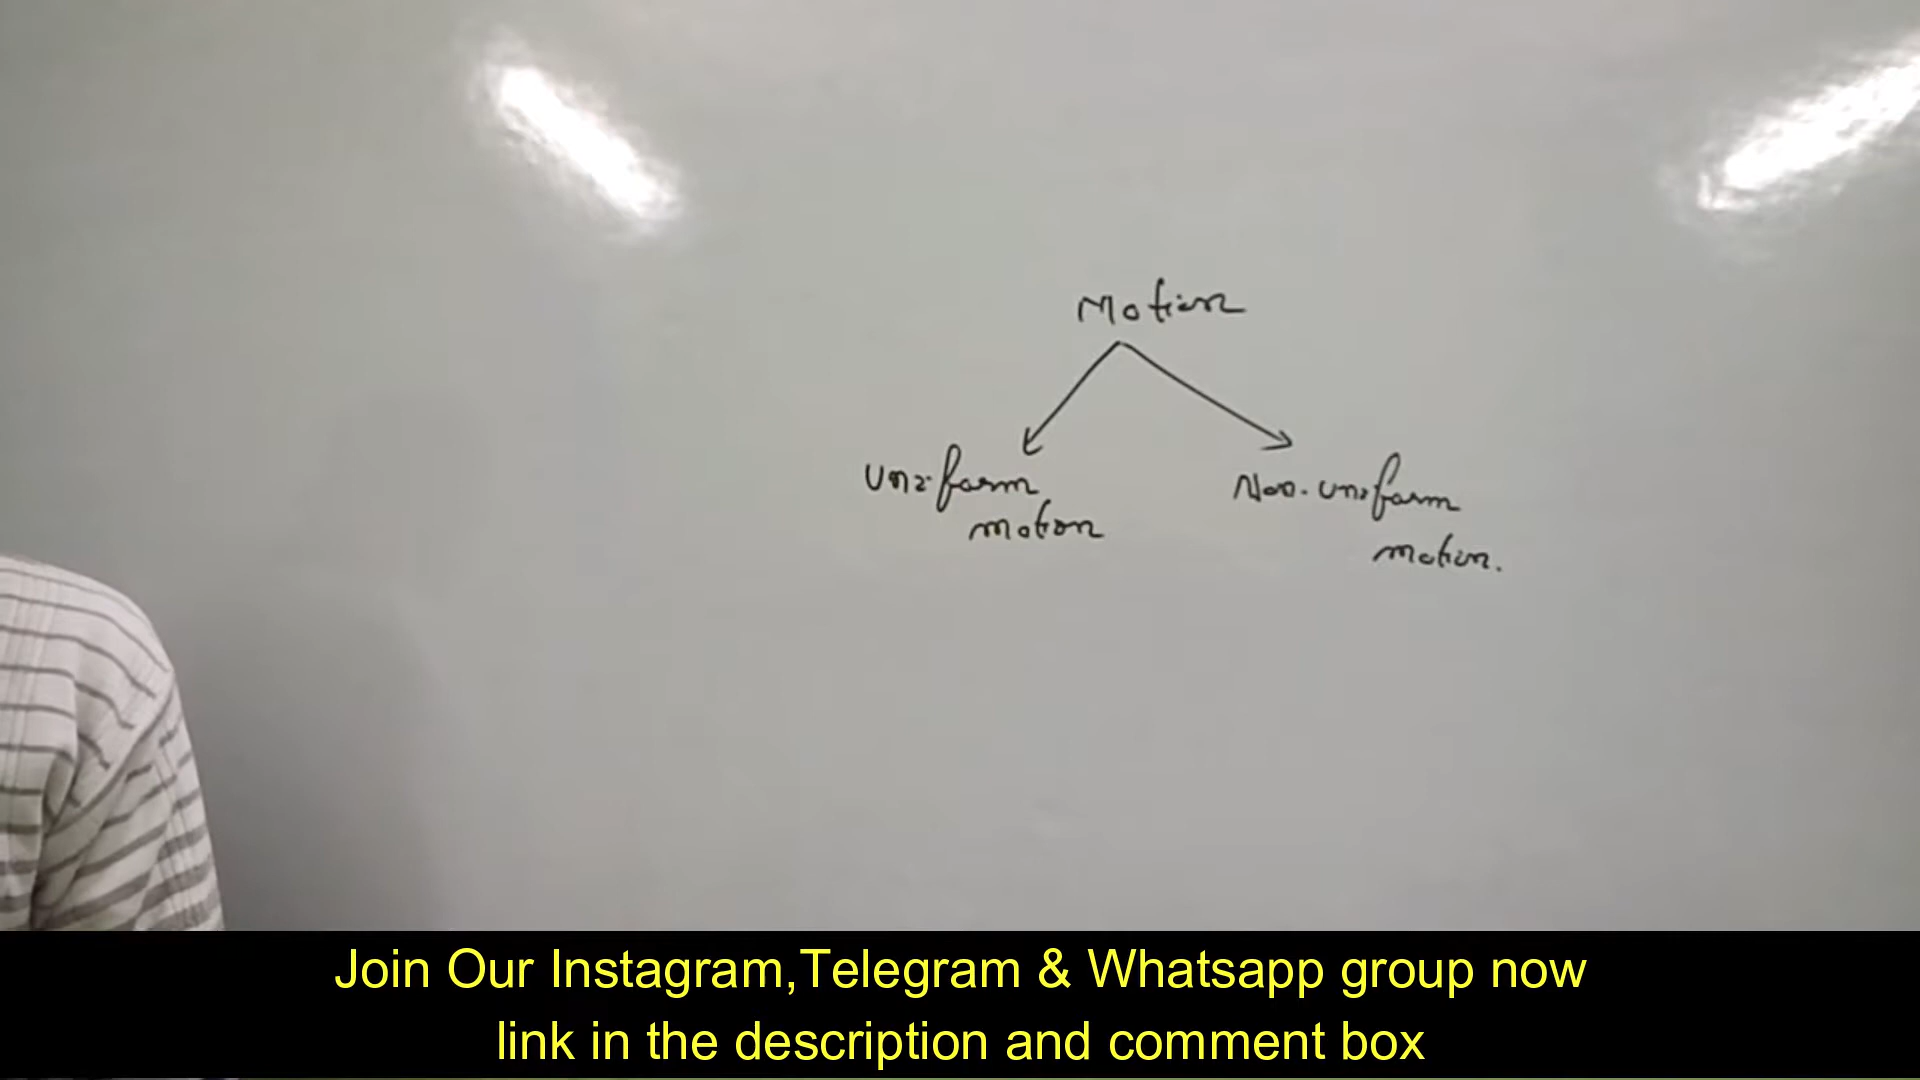 Motion
Uniform
motion
Non-uniform
motion.
Join Our Instagram,Telegram & Whatsapp group now
link in the description and comment box